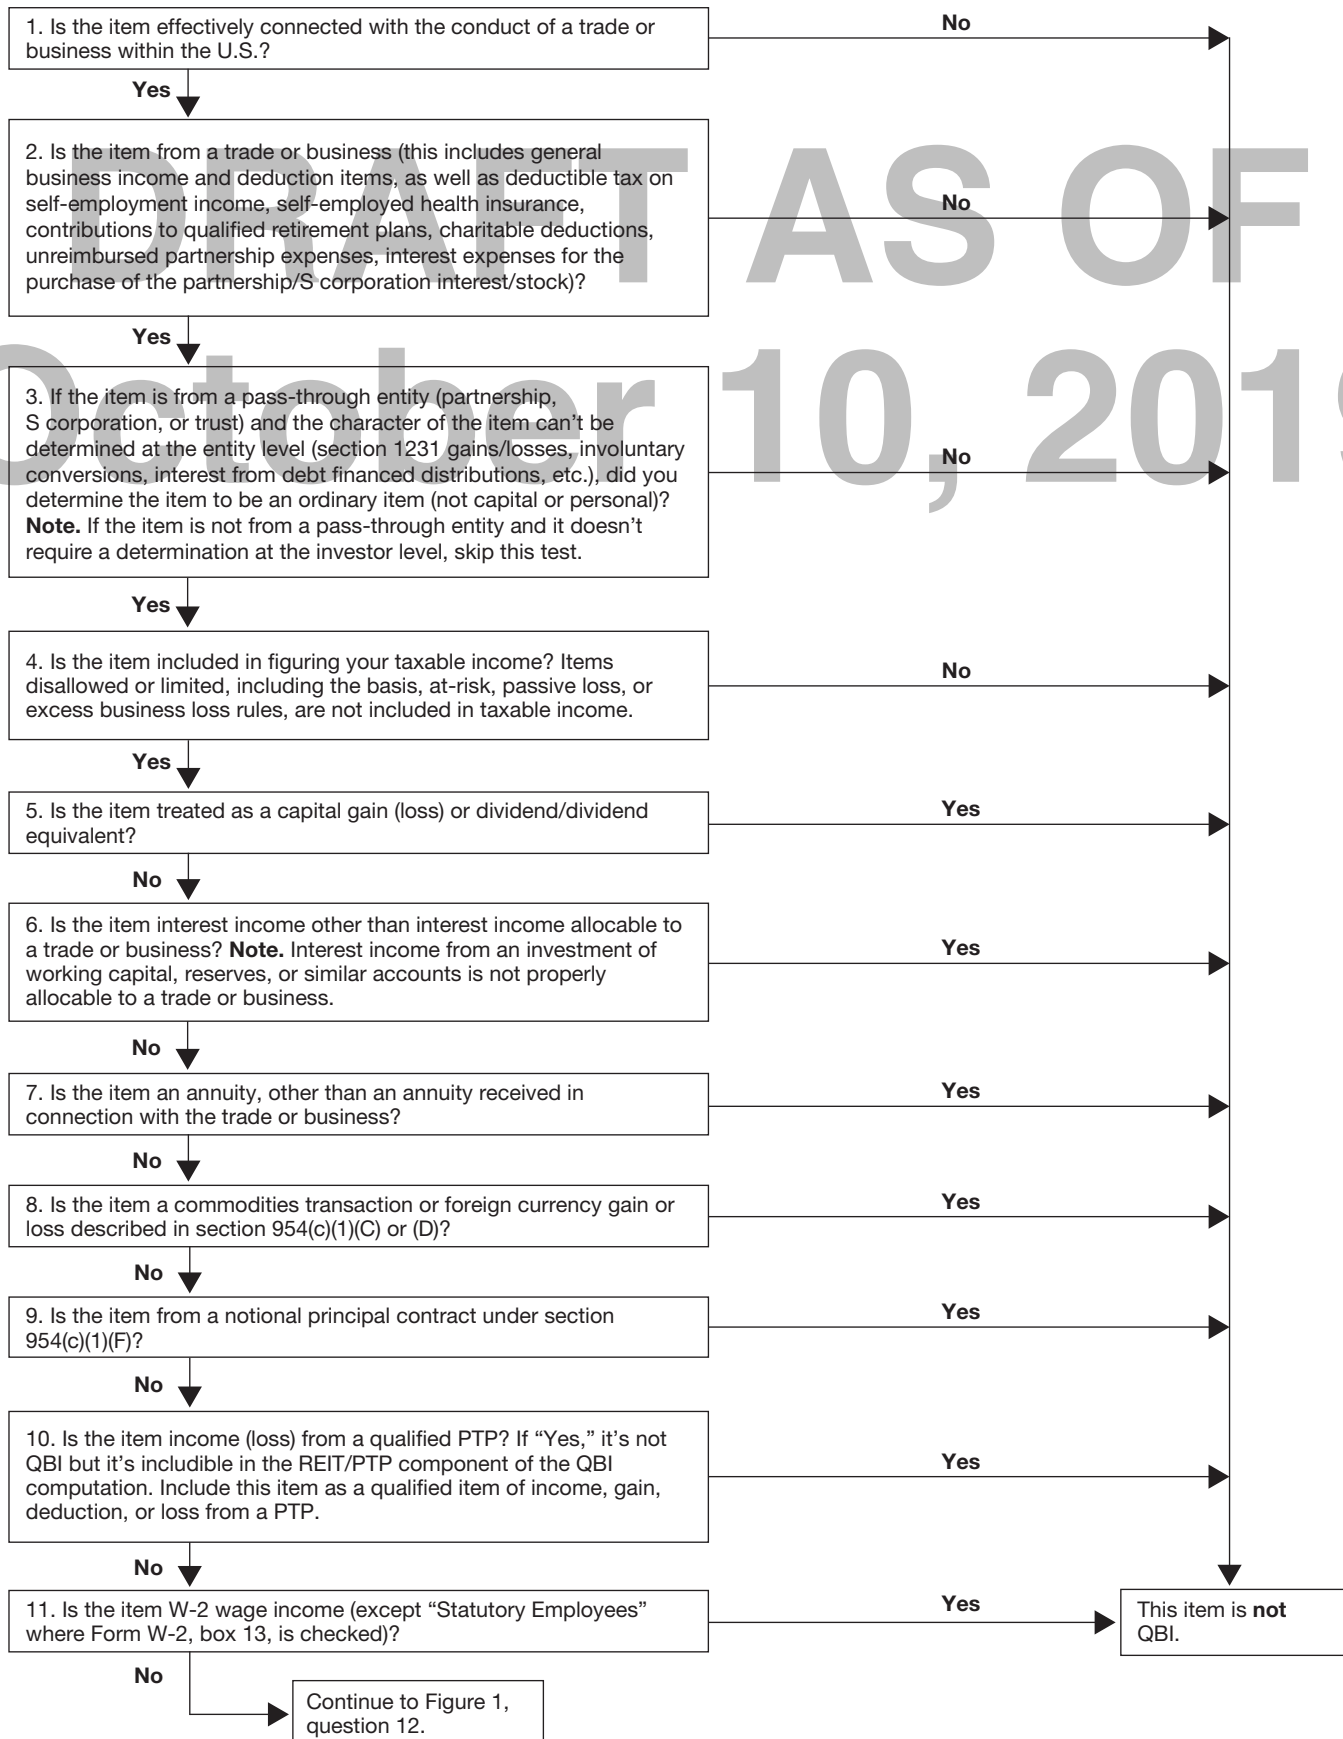 1. Is the item effectively connected with the conduct of a trade or
business within the U.S.?
No
Yes
DRAFT AS OF
2. Is the item from a trade or business (this includes general
business income and deduction items, as well as deductible tax on
self-employment income, self-employed health insurance,
contributions to qualified retirement plans, charitable deductions,
unreimbursed partnership expenses, interest expenses for the
purchase of the partnership/S corporation interest/stock)?
No
Yes
October 10, 2019
3. If the item is from a pass-through entity (partnership,
S corporation, or trust) and the character of the item can’t be
determined at the entity level (section 1231 gains/losses, involuntary
conversions, interest from debt financed distributions, etc.), did you
determine the item to be an ordinary item (not capital or personal)?
Note. If the item is not from a pass-through entity and it doesn’t
require a determination at the investor level, skip this test.
No
Yes
4. Is the item included in figuring your taxable income? Items
disallowed or limited, including the basis, at-risk, passive loss, or
excess business loss rules, are not included in taxable income.
No
Yes
5. Is the item treated as a capital gain (loss) or dividend/dividend
equivalent?
Yes
No
6. Is the item interest income other than interest income allocable to
a trade or business? Note. Interest income from an investment of
working capital, reserves, or similar accounts is not properly
allocable to a trade or business.
Yes
No
7. Is the item an annuity, other than an annuity received in
connection with the trade or business?
Yes
No
8. Is the item a commodities transaction or foreign currency gain or
loss described in section 954(c)(1)(C) or (D)?
Yes
No
9. Is the item from a notional principal contract under section
954(c)(1)(F)?
Yes
No
10. Is the item income (loss) from a qualified PTP? If “Yes,” it’s not
QBI but it’s includible in the REIT/PTP component of the QBI
computation. Include this item as a qualified item of income, gain,
deduction, or loss from a PTP.
Yes
No
11. Is the item W-2 wage income (except “Statutory Employees”
where Form W-2, box 13, is checked)?
Yes
This item is not
QBI.
No
Continue to Figure 1,
question 12.